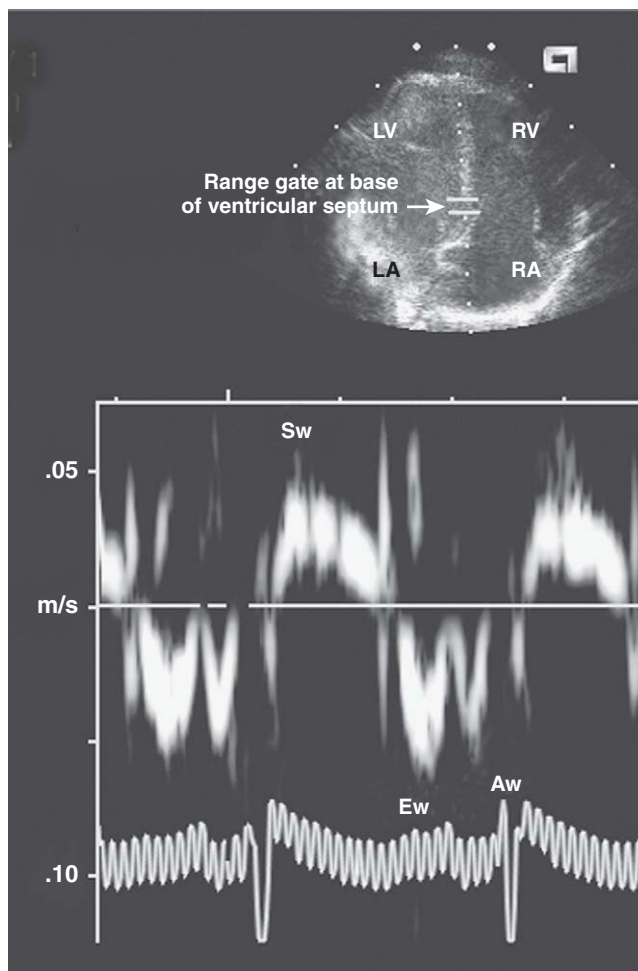 LV RV
Range gate at base
of ventricular septum
LA RA
Sw
.05
m/s
Aw
Ew
.10